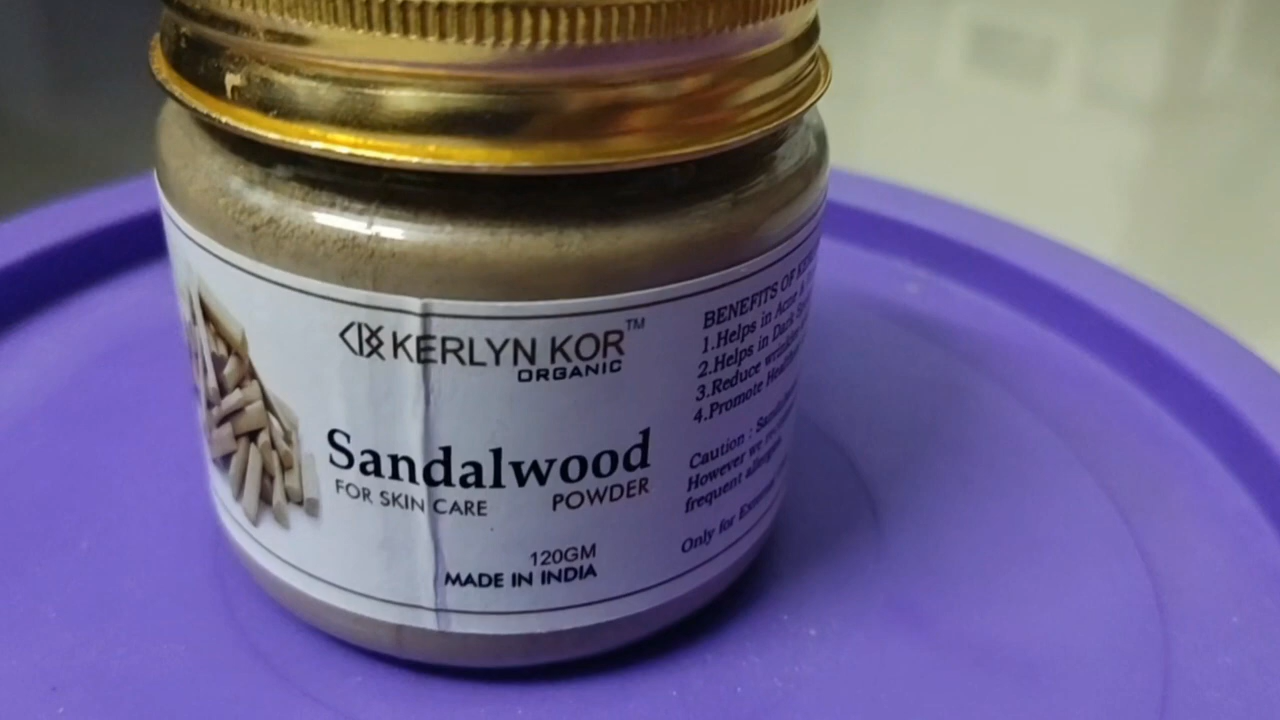 KERLYN KOR™
ORGANIC
Sandalwood
FOR SKIN CARE POWDER
120GM
MADE IN INDIA
BENEFITS OF
1.Helps in Acne &
2.Helps in Dark
3.Reduce wrinkles
4.Promote
Caution :
However we
frequent
Only for